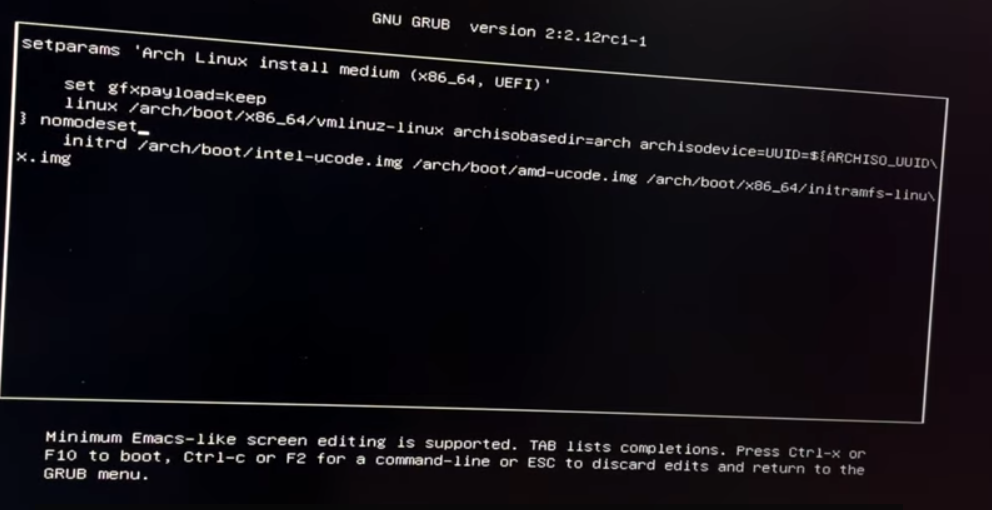 GNU GRUB version 2:2.12rc1-1
setparams 'Arch Linux install medium (x86_64, UEFI)'
set gfxpayload=keep
linux /arch/boot/x86_64/vmlinuz-linux archisobasedir=arch archisodevice=UUID=${ARCHISO_UUID\
} nomodeset_
initrd /arch/boot/intel-ucode.img /arch/boot/amd-ucode.img /arch/boot/x86_64/initramfs-linu\
x.img
Minimum Emacs-like screen editing is supported. TAB lists completions. Press Ctrl-x or
F10 to boot, Ctrl-c or F2 for a command-line or ESC to discard edits and return to the
GRUB menu.